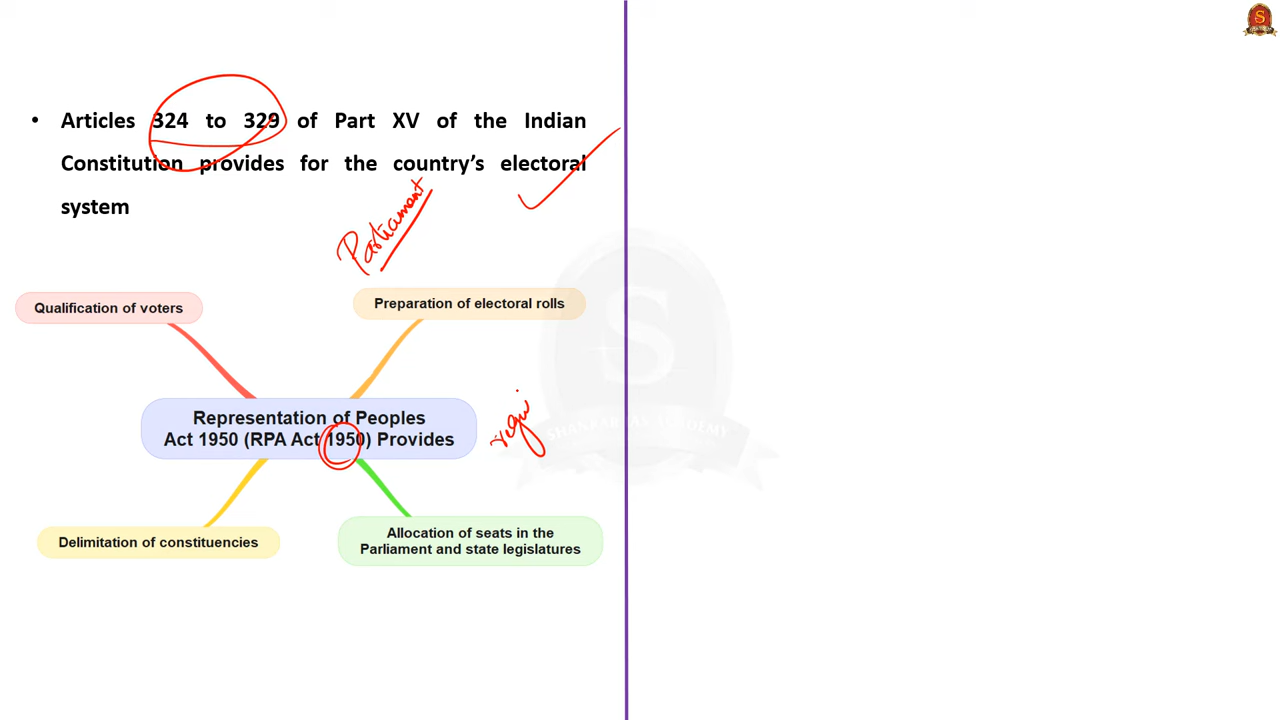 • Articles 324 to 329 of Part XV of the Indian
Constitution provides for the country's electoral
system
Parliament
Qualification of voters
Preparation of electoral rolls
Representation of Peoples
Act 1950 (RPA Act 1950) Provides
Delimitation of constituencies
Allocation of seats in the
Parliament and state legislatures
S